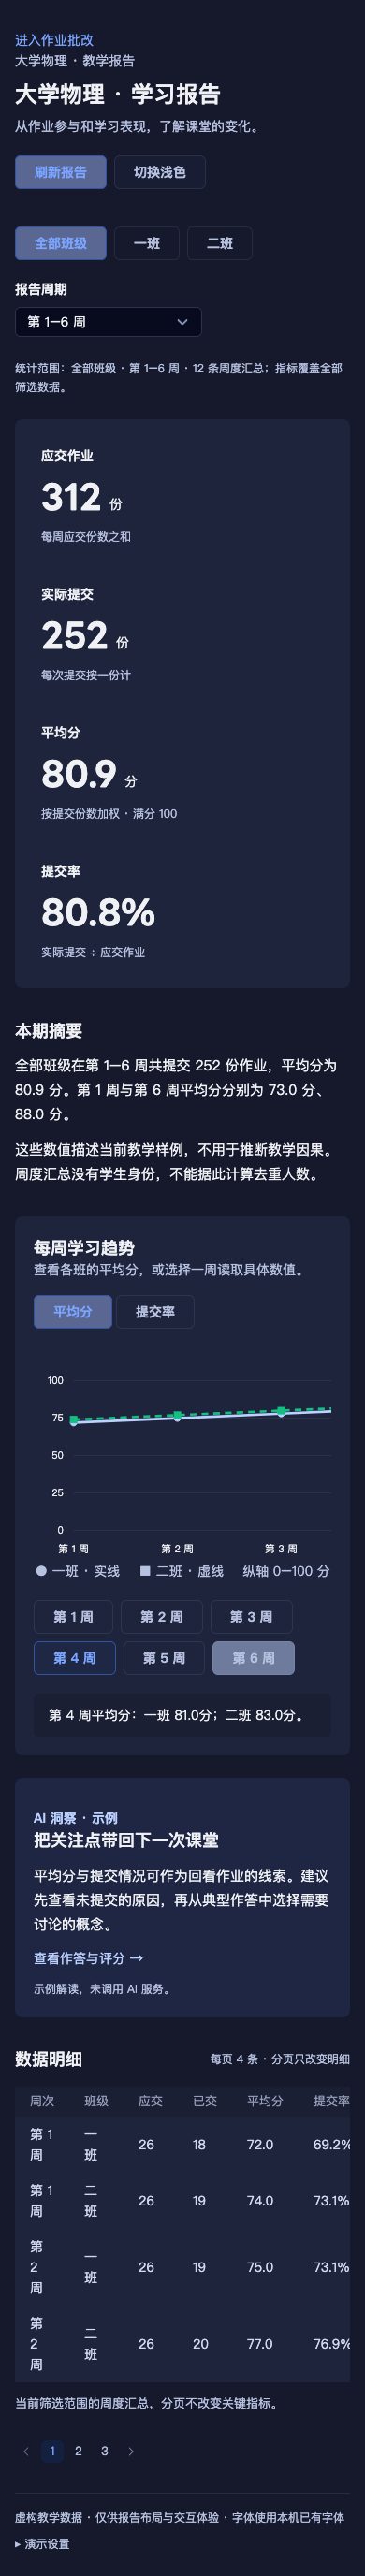 进入作业批改
大学物理 · 教学报告
大学物理 · 学习报告
从作业参与和学习表现，了解课堂的变化。
刷新报告 切换浅色
全部班级 一班 二班
报告周期
第 1—6 周
统计范围：全部班级 · 第 1—6 周 · 12 条周度汇总；指标覆盖全部
筛选数据。
应交作业
312 份
每周应交份数之和
实际提交
252 份
每次提交按一份计
平均分
80.9 分
按提交份数加权 · 满分 100
提交率
80.8%
实际提交 ÷ 应交作业
本期摘要
全部班级在第 1—6 周共提交 252 份作业，平均分为
80.9 分。第 1 周与第 6 周平均分分别为 73.0 分、
88.0 分。
这些数值描述当前教学样例，不用于推断教学因果。
周度汇总没有学生身份，不能据此计算去重人数。
每周学习趋势
查看各班的平均分，或选择一周读取具体数值。
平均分 提交率
100
75
50
25
0
第 1 周 第 2 周 第 3 周
● 一班 · 实线 ■ 二班 · 虚线 纵轴 0—100 分
第 1 周 第 2 周 第 3 周
第 4 周 第 5 周 第 6 周
第 4 周平均分：一班 81.0分；二班 83.0分。
AI 洞察 · 示例
把关注点带回下一次课堂
平均分与提交情况可作为回看作业的线索。建议
先查看未提交的原因，再从典型作答中选择需要
讨论的概念。
查看作答与评分 →
示例解读，未调用 AI 服务。
数据明细 每页 4 条 · 分页只改变明细
周次 班级 应交 已交 平均分 提交率
第 1 周 一班 26 18 72.0 69.2%
第 1 周 二班 26 19 74.0 73.1%
第 2 周 一班 26 19 75.0 73.1%
第 2 周 二班 26 20 77.0 76.9%
当前筛选范围的周度汇总，分页不改变关键指标。
1 2 3
虚构教学数据 · 仅供报告布局与交互体验 · 字体使用本机已有字体
▸ 演示设置